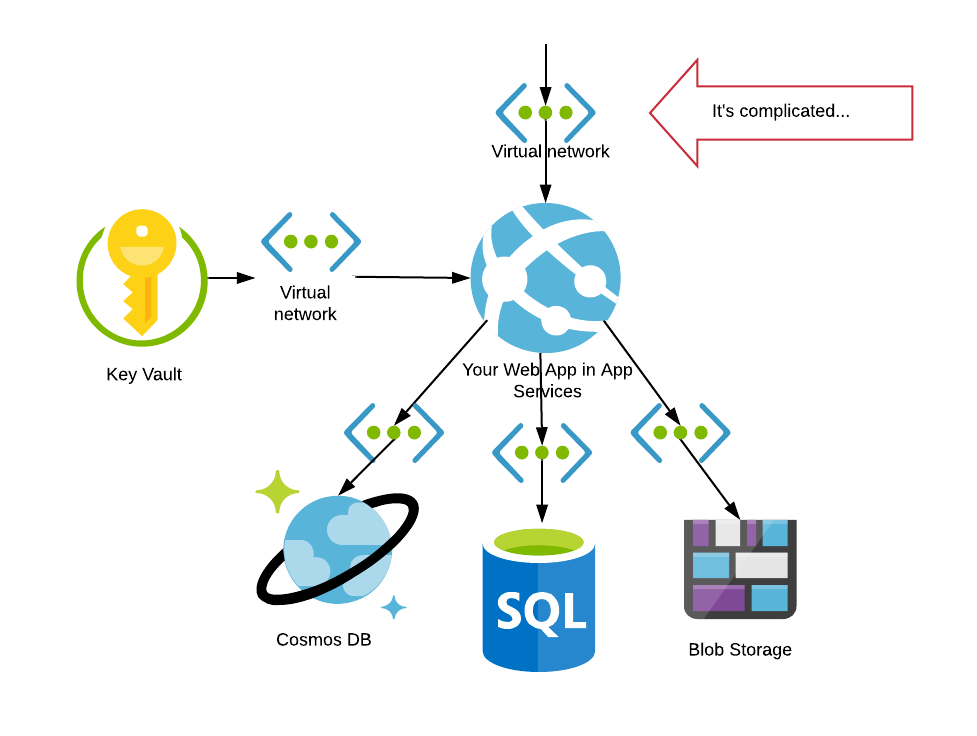 It's complicated...
Virtual network
Virtual
network
Key Vault
Your Web App in App
Services
SQL
Cosmos DB
Blob Storage